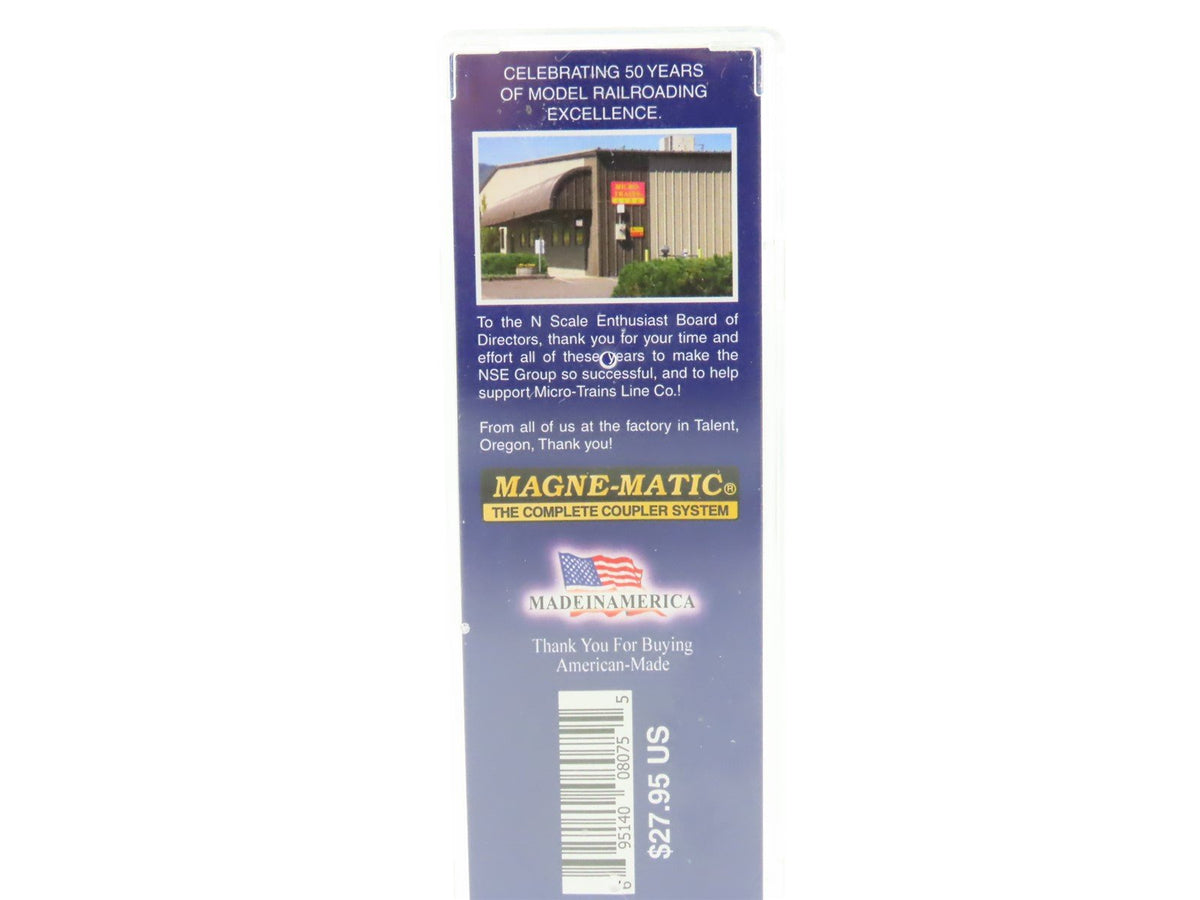 CELEBRATING 50 YEARS
OF MODEL RAILROADING
EXCELLENCE.
MICRO-
TRAINS
LINE
To the N Scale Enthusiast Board of
Directors, thank you for your time and
effort all of these years to make the
NSE Group so successful, and to help
support Micro-Trains Line Co.!
From all of us at the factory in Talent,
Oregon, Thank you!
MAGNE-MATIC®
THE COMPLETE COUPLER SYSTEM
MADEINAMERICA
Thank You For Buying
American-Made
95140 08075 5
$27.95 US